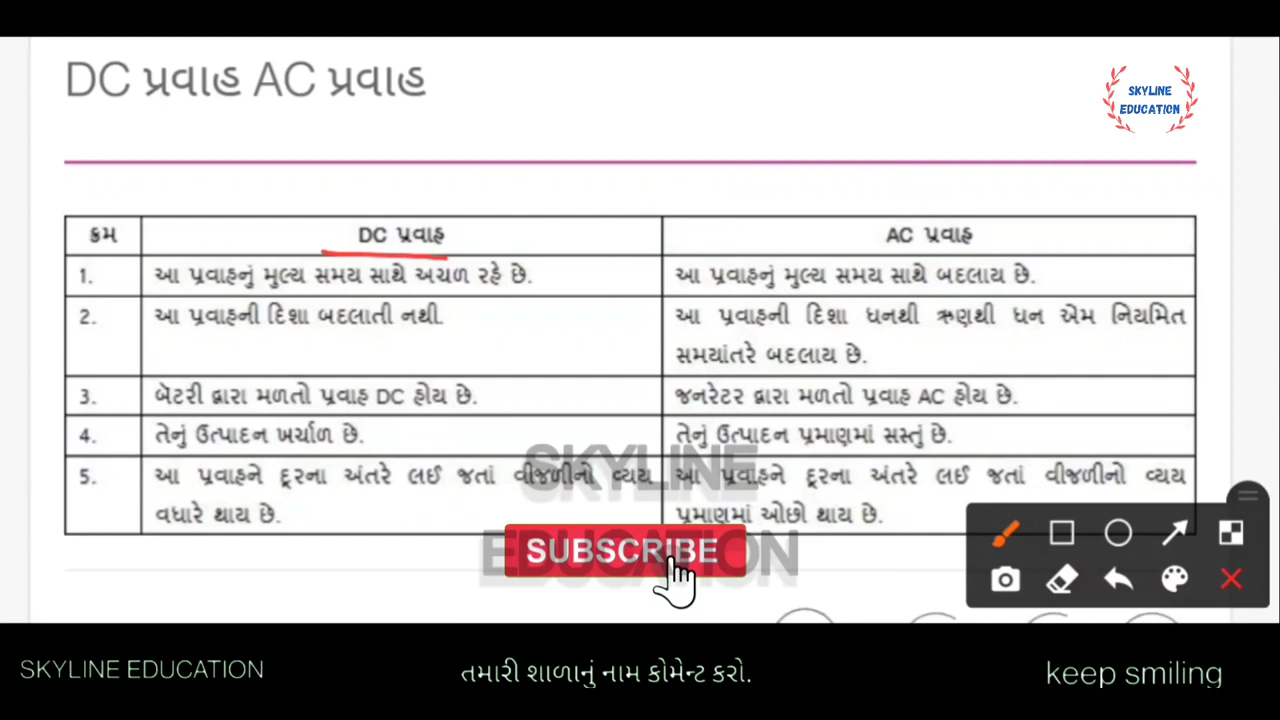 DC પ્રવાહ AC પ્રવાહ
SKYLINE
EDUCATION
ક્રમ DC પ્રવાહ AC પ્રવાહ
1. આ પ્રવાહનું મુલ્ય સમય સાથે અચળ રહે છે. આ પ્રવાહનું મુલ્ય સમય સાથે બદલાય છે.
2. આ પ્રવાહની દિશા બદલાતી નથી. આ પ્રવાહની દિશા ધનથી ઋણથી ધન એમ નિયમિત
સમયાંતરે બદલાય છે.
3. બૅટરી દ્વારા મળતો પ્રવાહ DC હોય છે. જનરેટર દ્વારા મળતો પ્રવાહ AC હોય છે.
4. તેનું ઉત્પાદન ખર્ચાળ છે. તેનું ઉત્પાદન પ્રમાણમાં સસ્તું છે.
5. આ પ્રવાહને દૂરના અંતરે લઈ જતાં વીજળીનો વ્યય આ પ્રવાહને દૂરના અંતરે લઈ જતાં વીજળીનો વ્યય
વધારે થાય છે. પ્રમાણમાં ઓછો થાય છે.
SKYLINE
EDUCATION
SUBSCRIBE
SKYLINE EDUCATION તમારી શાળાનું નામ કોમેન્ટ કરો. keep smiling